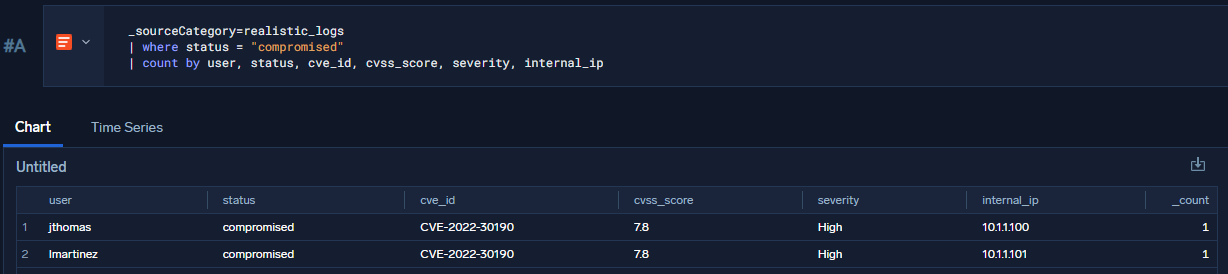 #A
_sourceCategory=realistic_logs
| where status = "compromised"
| count by user, status, cve_id, cvss_score, severity, internal_ip
Chart Time Series
Untitled
user status cve_id cvss_score severity internal_ip _count
1 jthomas compromised CVE-2022-30190 7.8 High 10.1.1.100 1
2 lmartinez compromised CVE-2022-30190 7.8 High 10.1.1.101 1